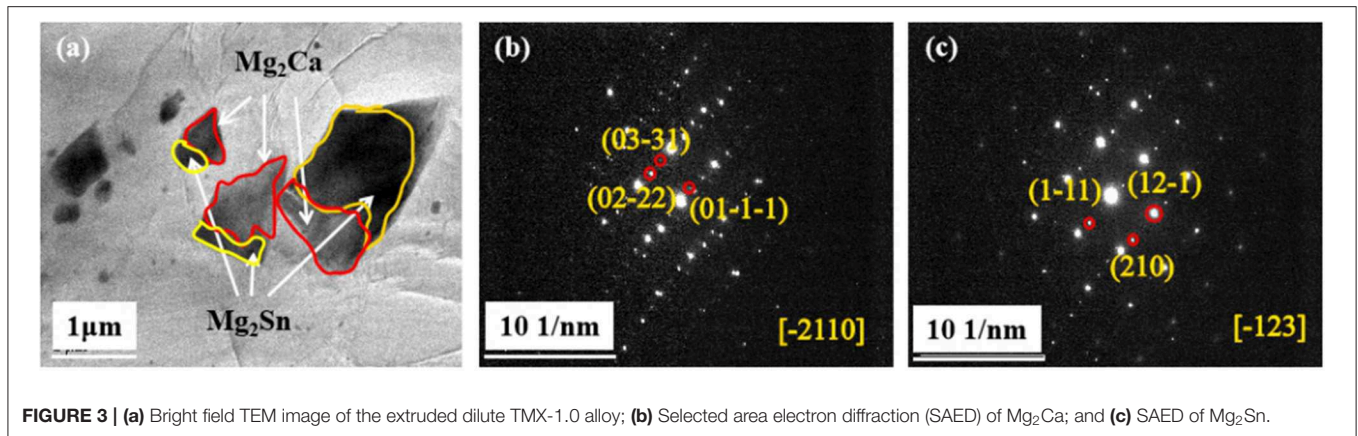 (a)
Mg₂Ca
Mg₂Sn
1µm
(b)
(03-31)
(02-22)
(01-1-1)
10 1/nm
[-2110]
(c)
(1-11)
(12-1)
(210)
10 1/nm
[-123]
FIGURE 3 | (a) Bright field TEM image of the extruded dilute TMX-1.0 alloy; (b) Selected area electron diffraction (SAED) of Mg₂Ca; and (c) SAED of Mg₂Sn.